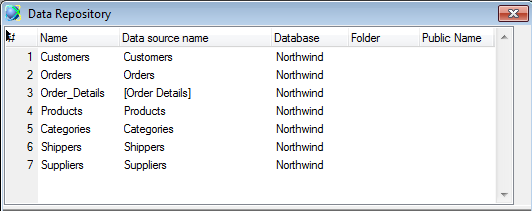 Data Repository
# Name Data source name Database Folder Public Name
1 Customers Customers Northwind
2 Orders Orders Northwind
3 Order_Details [Order Details] Northwind
4 Products Products Northwind
5 Categories Categories Northwind
6 Shippers Shippers Northwind
7 Suppliers Suppliers Northwind